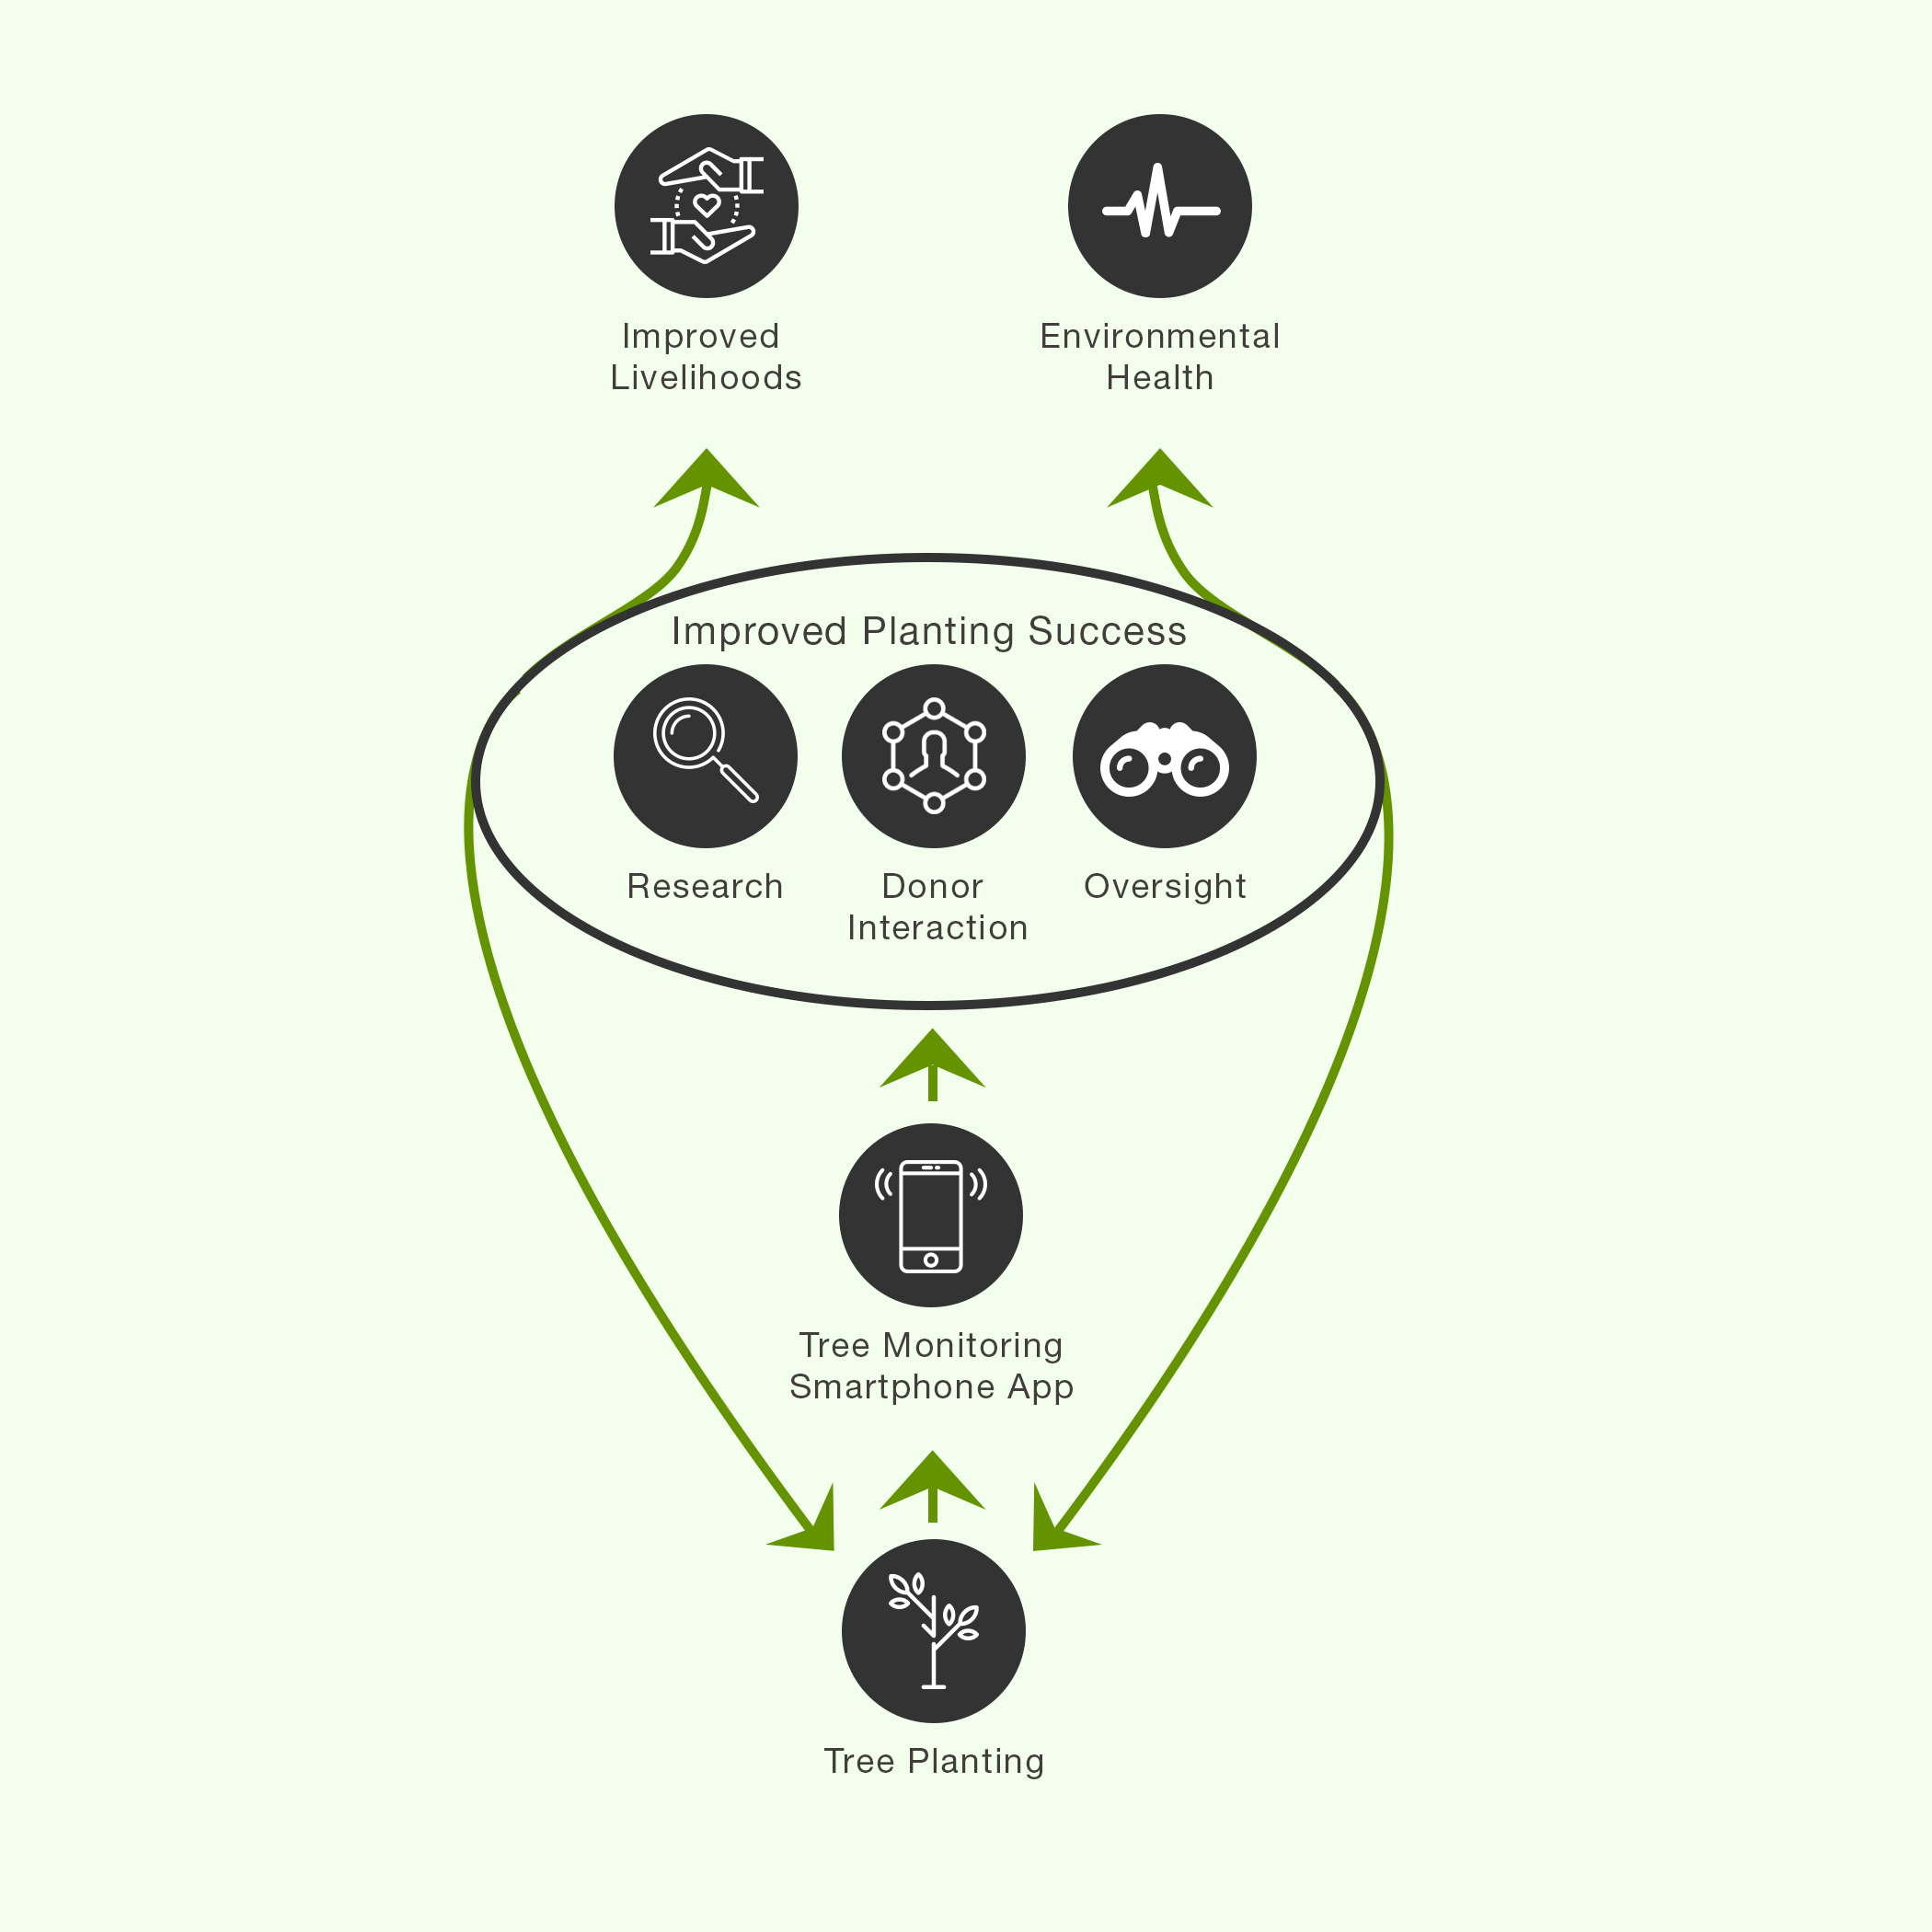 Improved
Livelihoods
Environmental
Health
Improved Planting Success
Research
Donor
Interaction
Oversight
Tree Monitoring
Smartphone App
Tree Planting